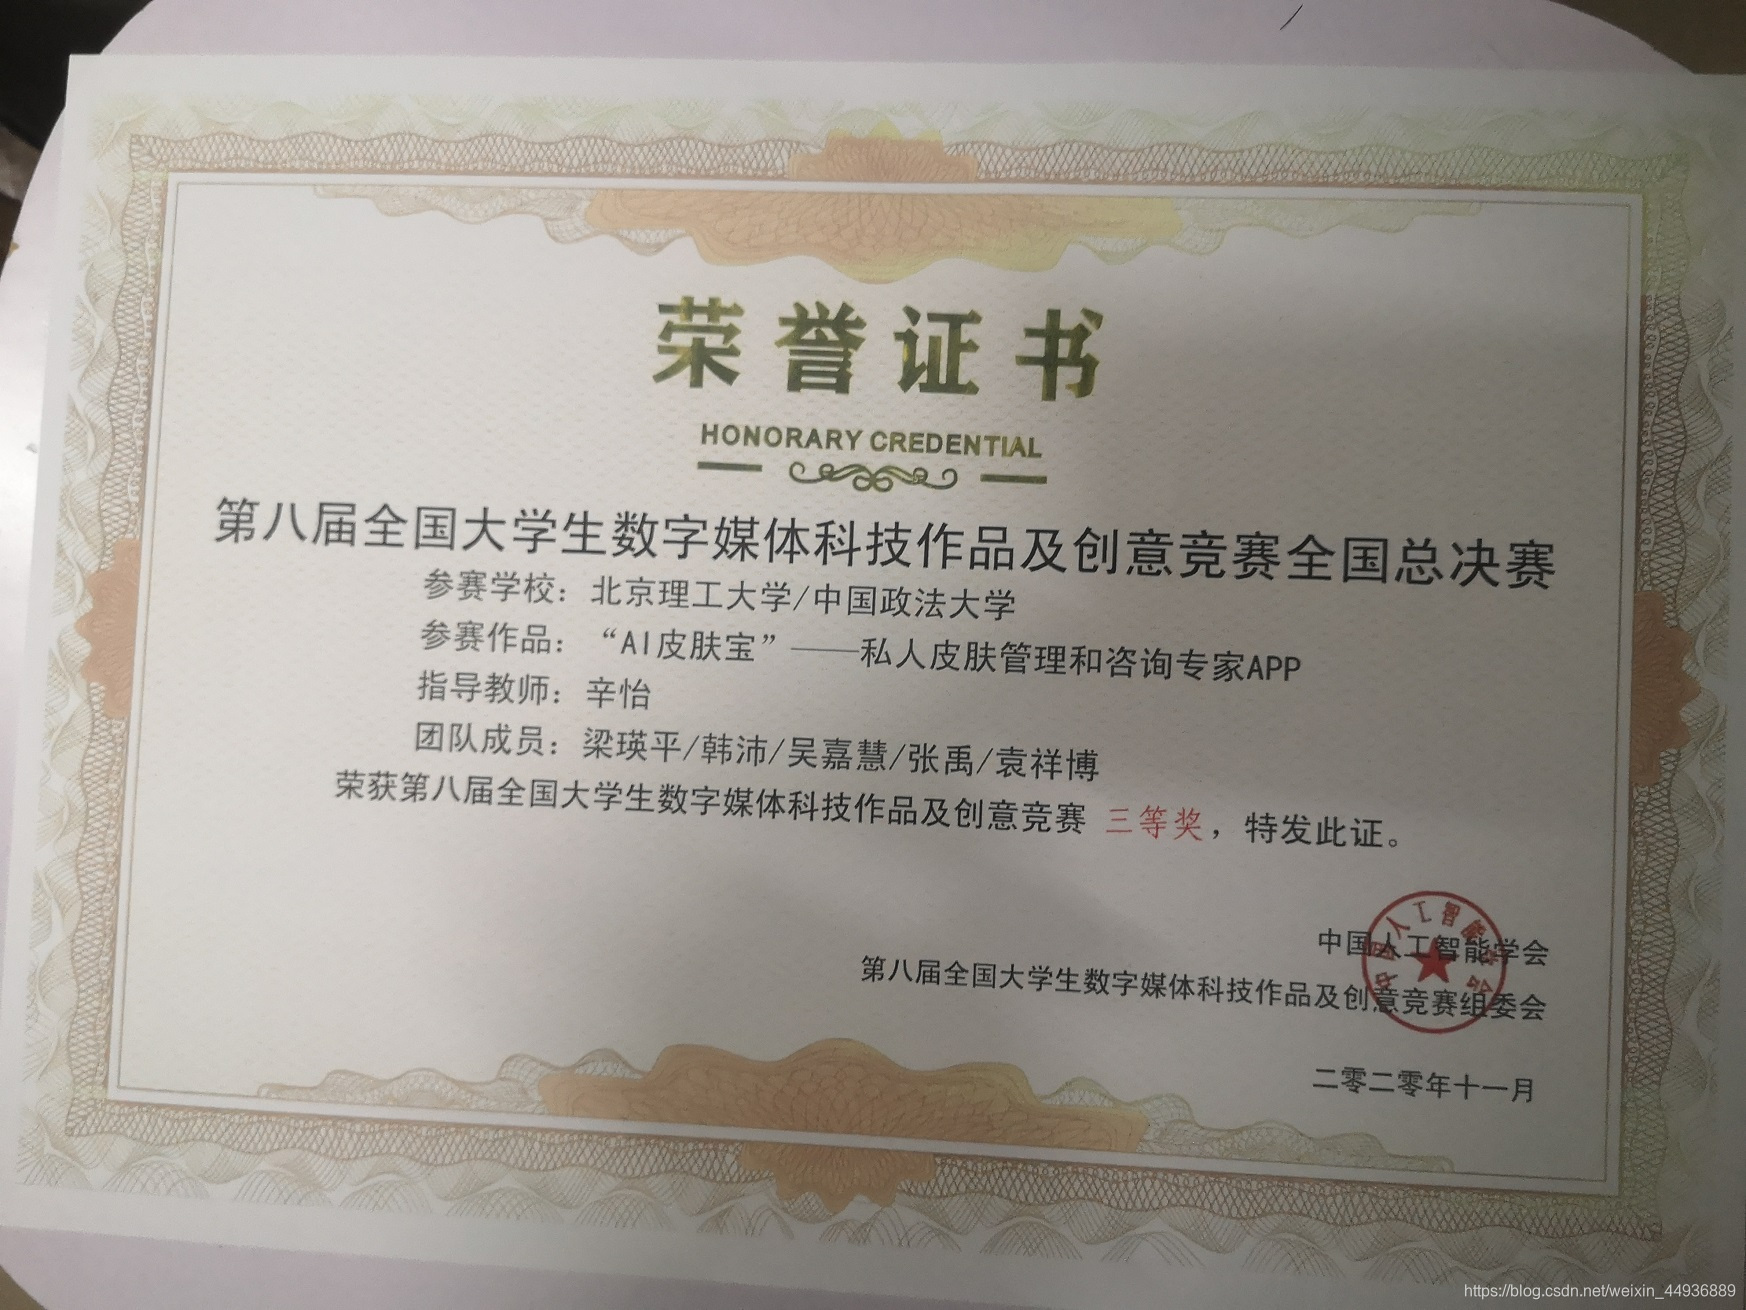 荣誉证书
HONORARY CREDENTIAL
第八届全国大学生数字媒体科技作品及创意竞赛全国总决赛
参赛学校：北京理工大学/中国政法大学
参赛作品：“AI皮肤宝”——私人皮肤管理和咨询专家APP
指导教师：辛怡
团队成员：梁瑛平/韩沛/吴嘉慧/张禹/袁祥博
荣获第八届全国大学生数字媒体科技作品及创意竞赛 三等奖，特发此证。
中国人工智能学会
第八届全国大学生数字媒体科技作品及创意竞赛组委会
中国人工智能学会
二零二零年十一月
https://blog.csdn.net/weixin_44936889